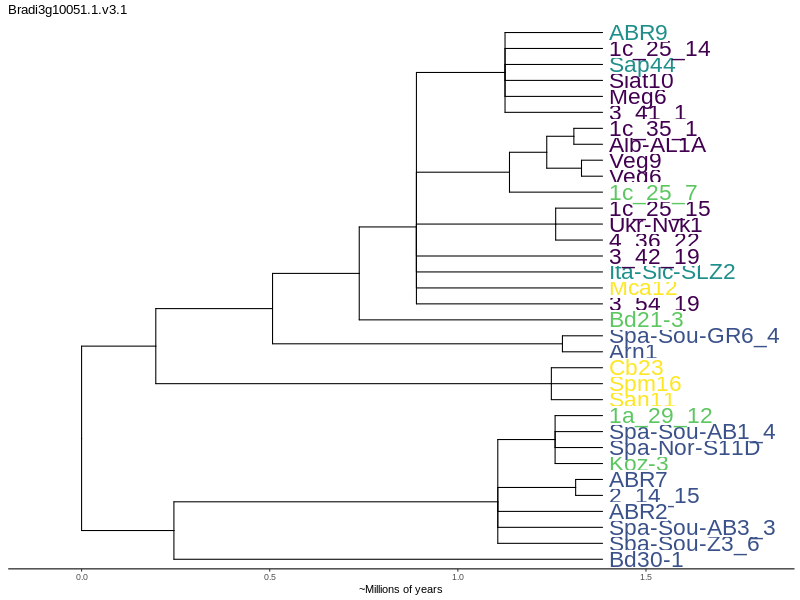 Bradi3g10051.1.v3.1
ABR9
1c_25_14
Sap44
Siat10
Meg6
3_41_1
1c_35_1
Alb-AL1A
Veg9
Veg6
1c_25_7
1c_25_15
Ukr-Nvk1
4_36_22
3_42_19
Ita-Sic-SLZ2
Mca12
3_54_19
Bd21-3
Spa-Sou-GR6_4
Arn1
Cb23
Spm16
San11
1a_29_12
Spa-Sou-AB1_4
Spa-Nor-S11D
Koz-3
ABR7
2_14_15
ABR2
Spa-Sou-AB3_3
Spa-Sou-Z3_6
Bd30-1
0.0 0.5 1.0 1.5
~Millions of years